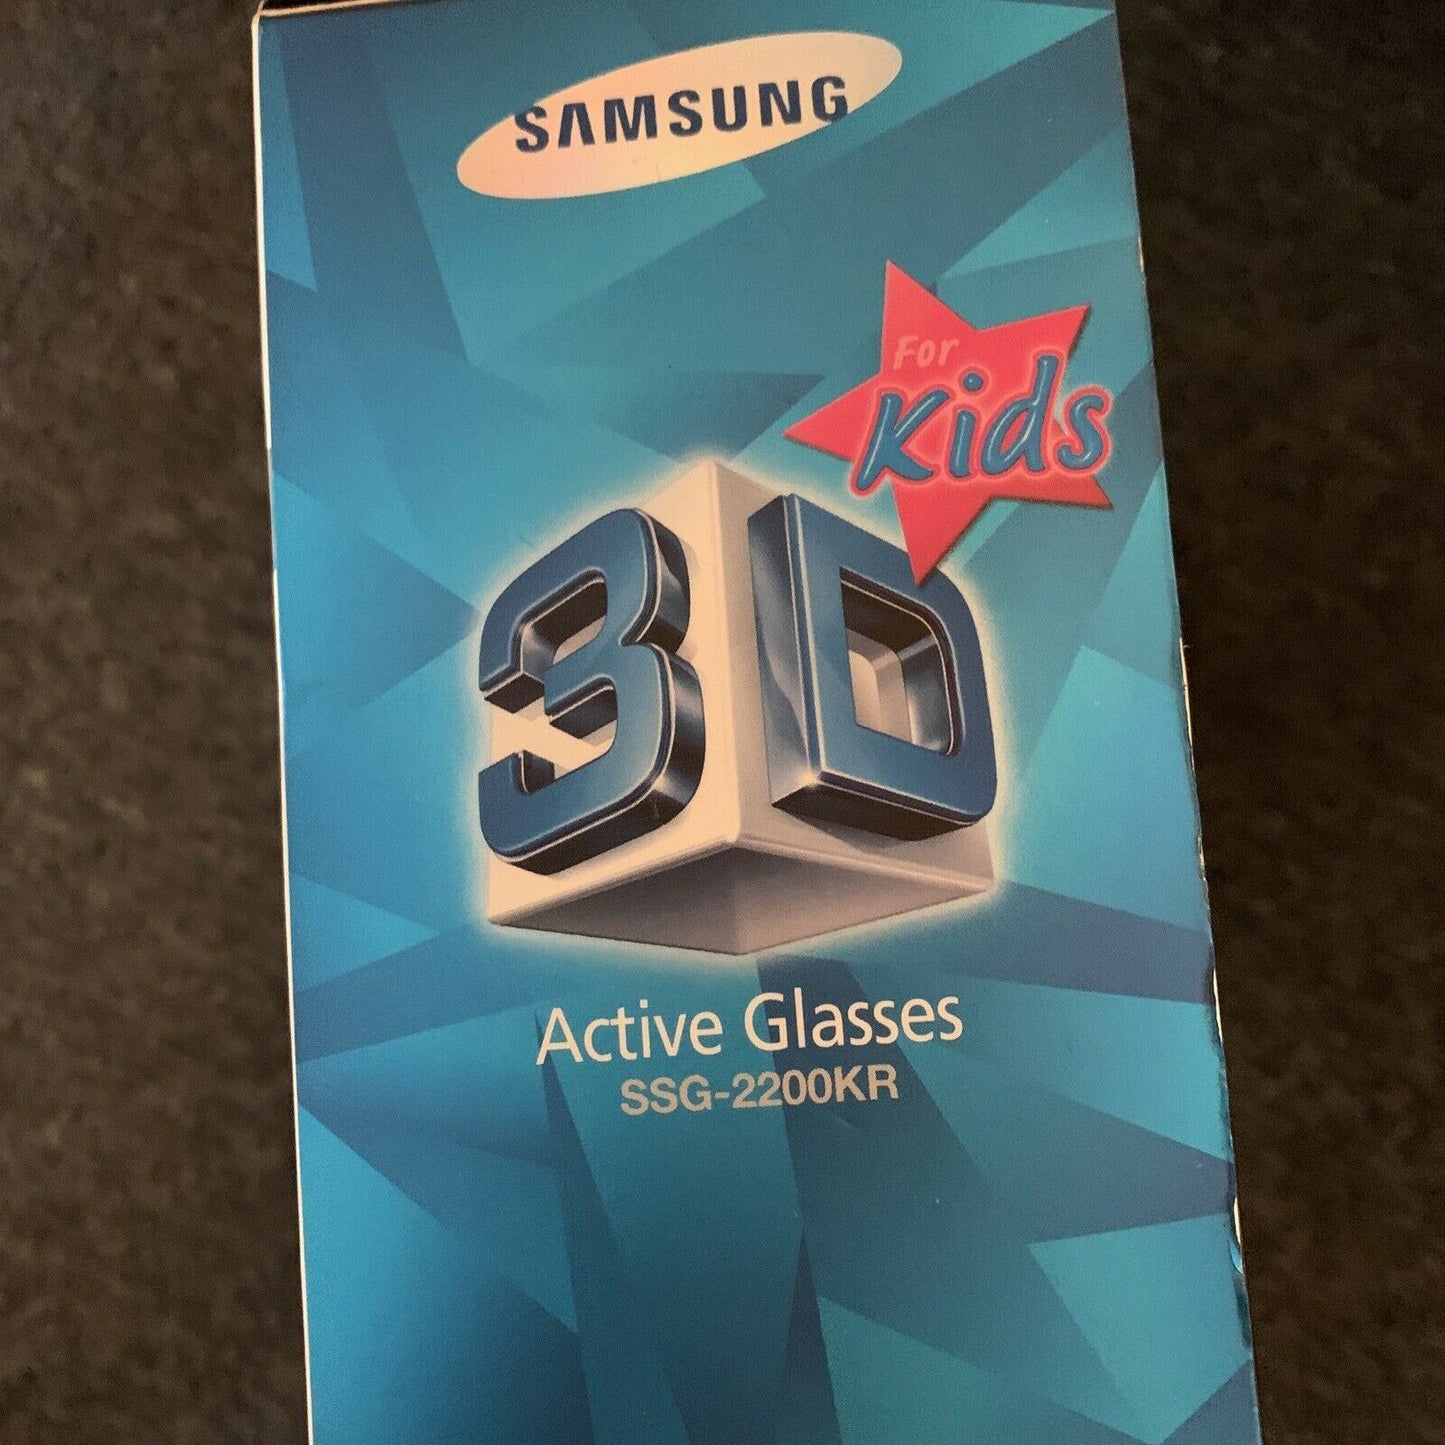 SAMSUNG
For
Kids
3D
Active Glasses
SSG-2200KR